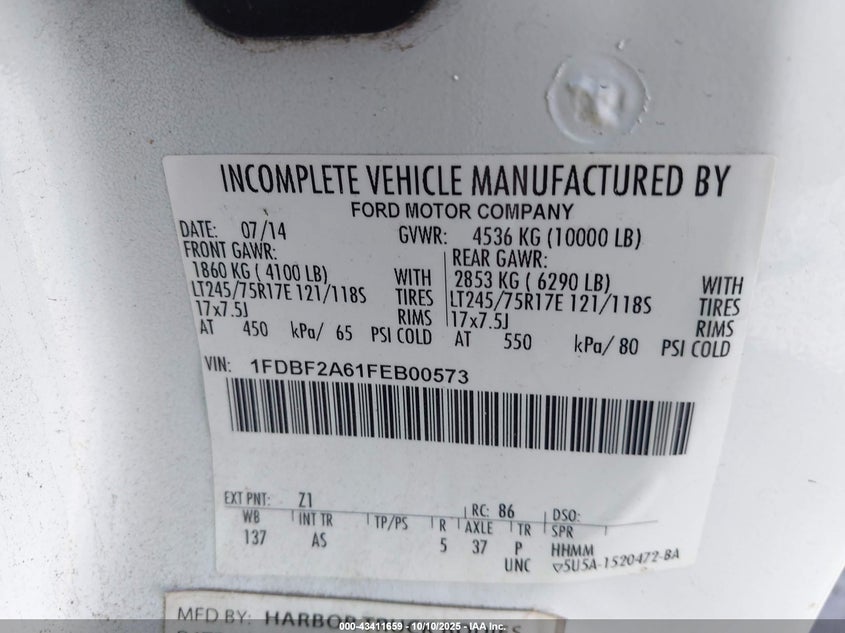 INCOMPLETE VEHICLE MANUFACTURED BY
FORD MOTOR COMPANY
DATE: 07/14 GVWR: 4536 KG (10000 LB)
FRONT GAWR: REAR GAWR:
1860 KG ( 4100 LB) WITH 2853 KG ( 6290 LB) WITH
LT245/75R17E 121/118S TIRES LT245/75R17E 121/118S TIRES
17x7.5J RIMS 17x7.5J RIMS
AT 450 kPa/ 65 PSI COLD AT 550 kPa/ 80 PSI COLD
VIN: 1FDBF2A61FEB00573
EXT PNT: Z1 RC: 86 DSO:
WB INT TR TP/PS R AXLE TR SPR
137 AS 5 37 P HHMM
UNC ▽5U5A-1520472-BA
MFD BY: HARBOR
000-43411659 - 10/10/2025 - IAA Inc.